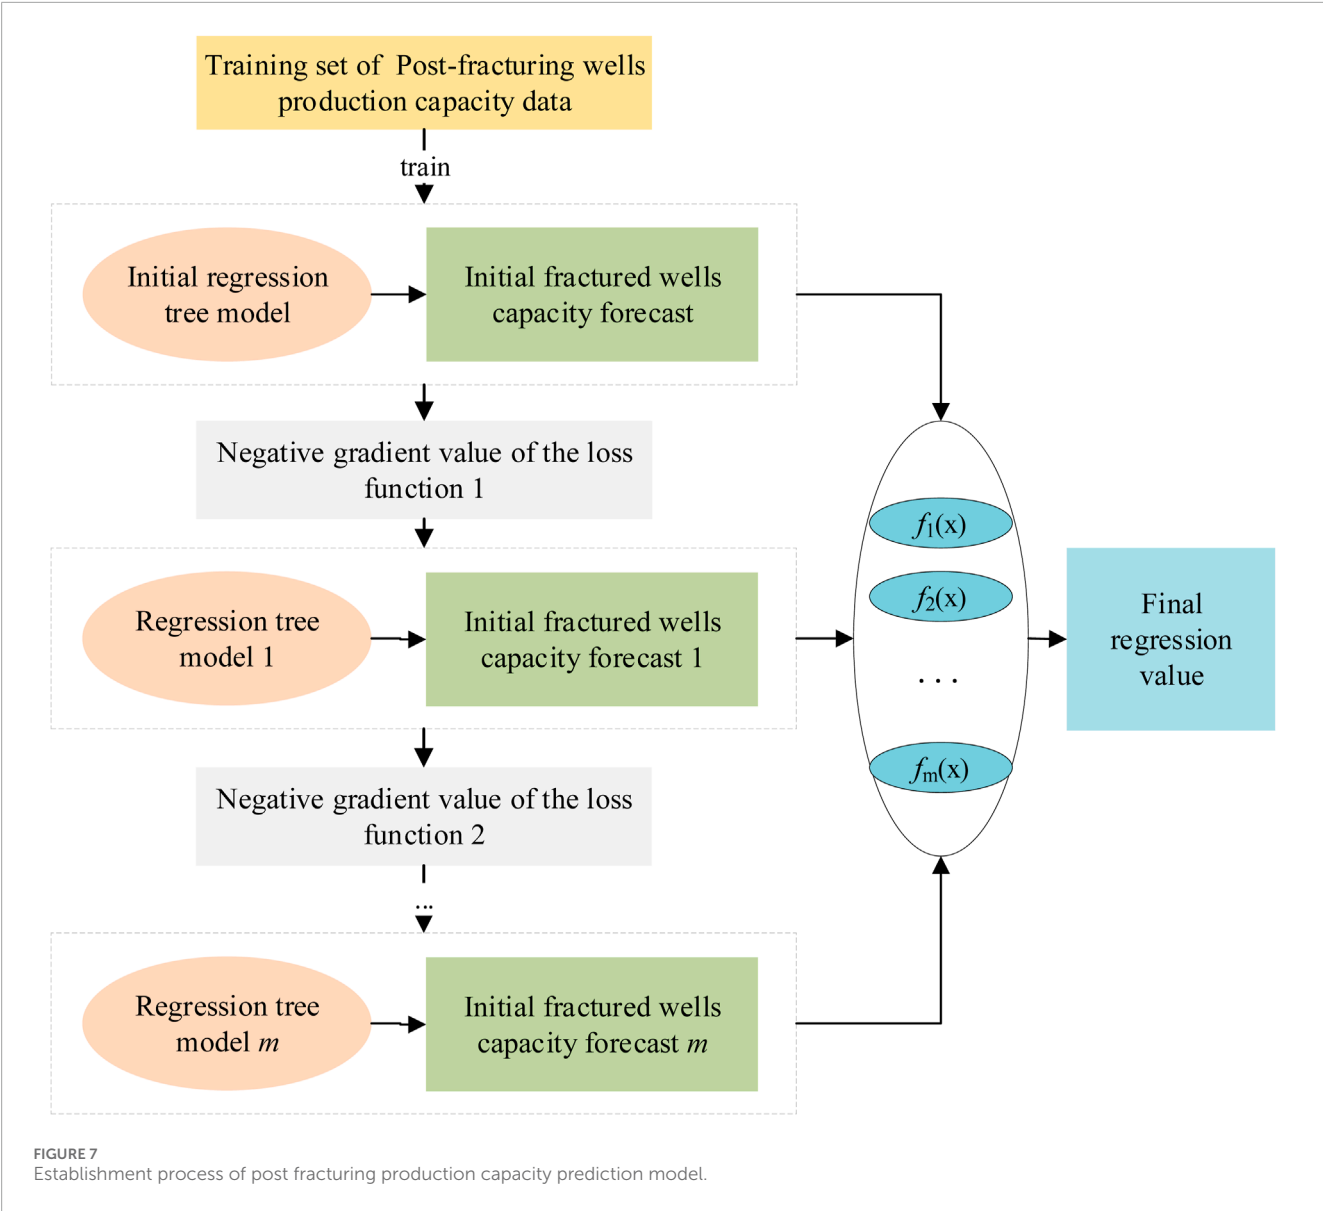 Training set of Post-fracturing wells
production capacity data
train
Initial regression
tree model
Initial fractured wells
capacity forecast
Negative gradient value of the loss
function 1
Regression tree
model 1
Initial fractured wells
capacity forecast 1
Negative gradient value of the loss
function 2
...
Regression tree
model m
Initial fractured wells
capacity forecast m
f1(x)
f2(x)
...
fm(x)
Final
regression
value
FIGURE 7
Establishment process of post fracturing production capacity prediction model.